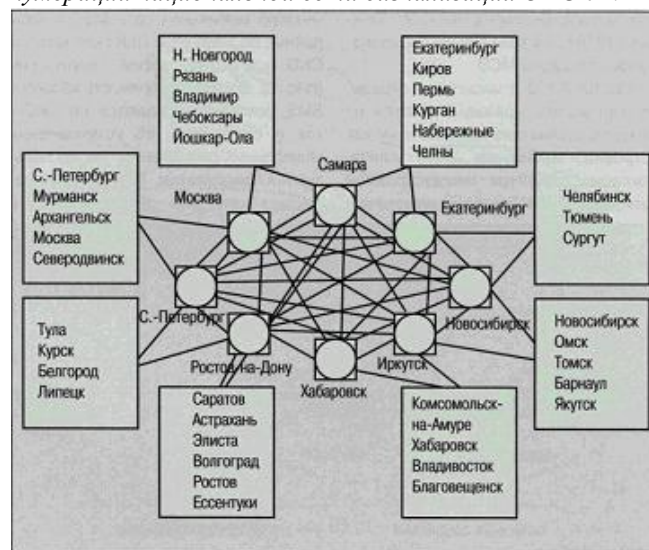 Н. Новгород
Рязань
Владимир
Чебоксары
Йошкар-Ола
Екатеринбург
Киров
Пермь
Курган
Набережные
Челны
С.-Петербург
Мурманск
Архангельск
Москва
Северодвинск
Москва
Самара
Екатеринбург
Челябинск
Тюмень
Сургут
Тула
Курск
Белгород
Липецк
С.-Петербург
Ростов-на-Дону
Хабаровск
Иркутск
Новосибирск
Новосибирск
Омск
Томск
Барнаул
Якутск
Саратов
Астрахань
Элиста
Волгоград
Ростов
Ессентуки
Комсомольск-
на-Амуре
Хабаровск
Владивосток
Благовещенск